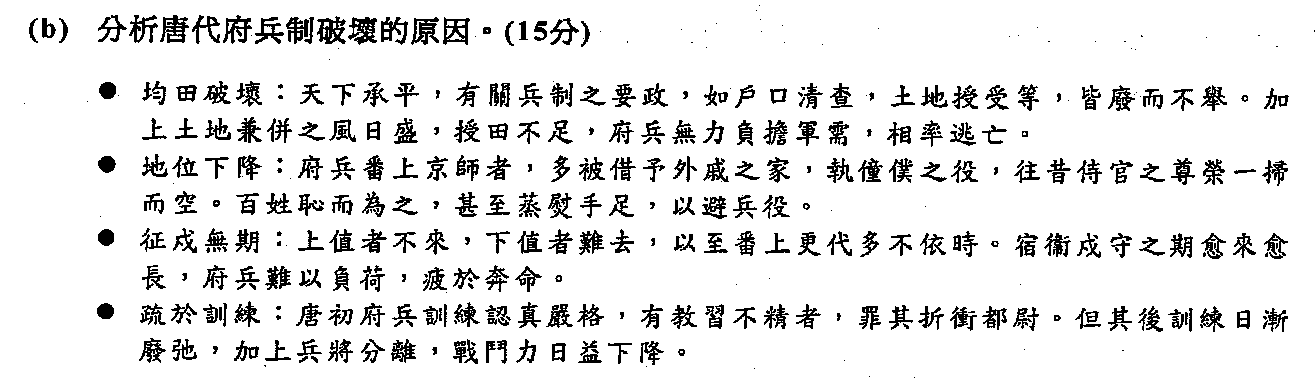 (b) 分析唐代府兵制破壞的原因。(15分)
● 均田破壞：天下承平，有關兵制之要政，如戶口清查，土地授受等，皆廢而不舉。加
上土地兼併之風日盛，授田不足，府兵無力負擔軍需，相率逃亡。
● 地位下降：府兵番上京師者，多被借予外戚之家，執僮僕之役，往昔侍官之尊榮一掃
而空。百姓恥而為之，甚至蒸熨手足，以避兵役。
● 征戍無期：上值者不來，下值者難去，以至番上更代多不依時。宿衞戍守之期愈來愈
長，府兵難以負荷，疲於奔命。
● 疏於訓練：唐初府兵訓練認真嚴格，有教習不精者，罪其折衝都尉。但其後訓練日漸
廢弛，加上兵將分離，戰鬥力日益下降。